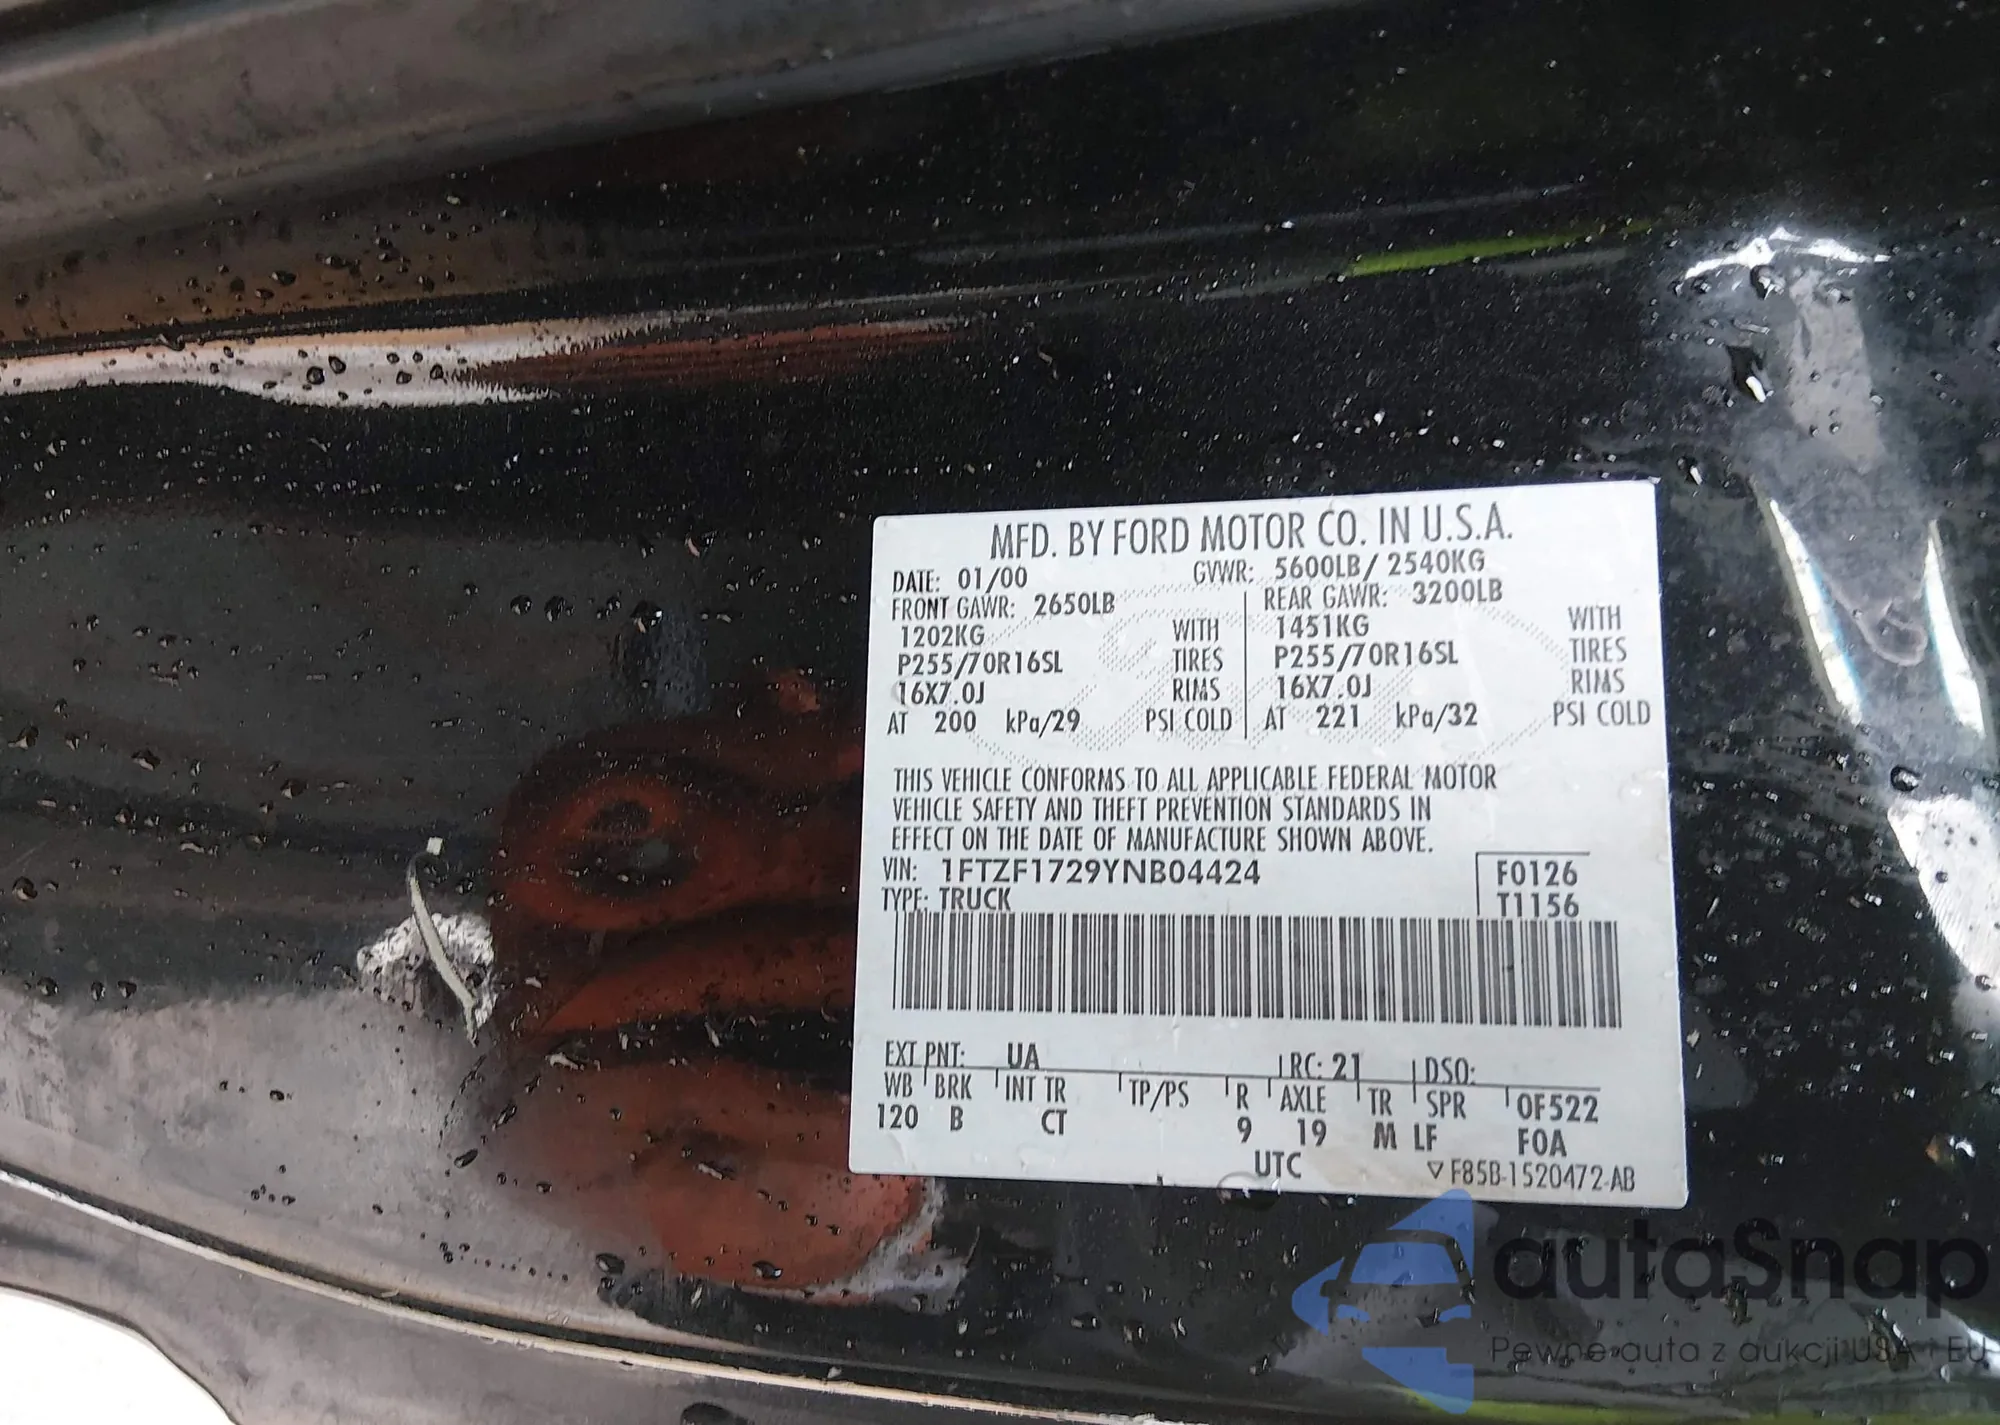 MFD. BY FORD MOTOR CO. IN U.S.A.
DATE: 01/00 GVWR: 5600LB/ 2540KG
FRONT GAWR: 2650LB REAR GAWR: 3200LB
1202KG WITH 1451KG WITH
P255/70R16SL TIRES P255/70R16SL TIRES
16X7.0J RIMS 16X7.0J RIMS
AT 200 kPa/29 PSI COLD AT 221 kPa/32 PSI COLD
THIS VEHICLE CONFORMS TO ALL APPLICABLE FEDERAL MOTOR
VEHICLE SAFETY AND THEFT PREVENTION STANDARDS IN
EFFECT ON THE DATE OF MANUFACTURE SHOWN ABOVE.
VIN: 1FTZF1729YNB04424 F0126
TYPE: TRUCK T1156
EXT PNT: UA RC: 21 DSO:
WB BRK INT TR TP/PS R AXLE TR SPR 0F522
120 B CT 9 19 M LF F0A
UTC ▽F85B-1520472-AB
autaSnap
Pewne auta z aukcji USA i EU